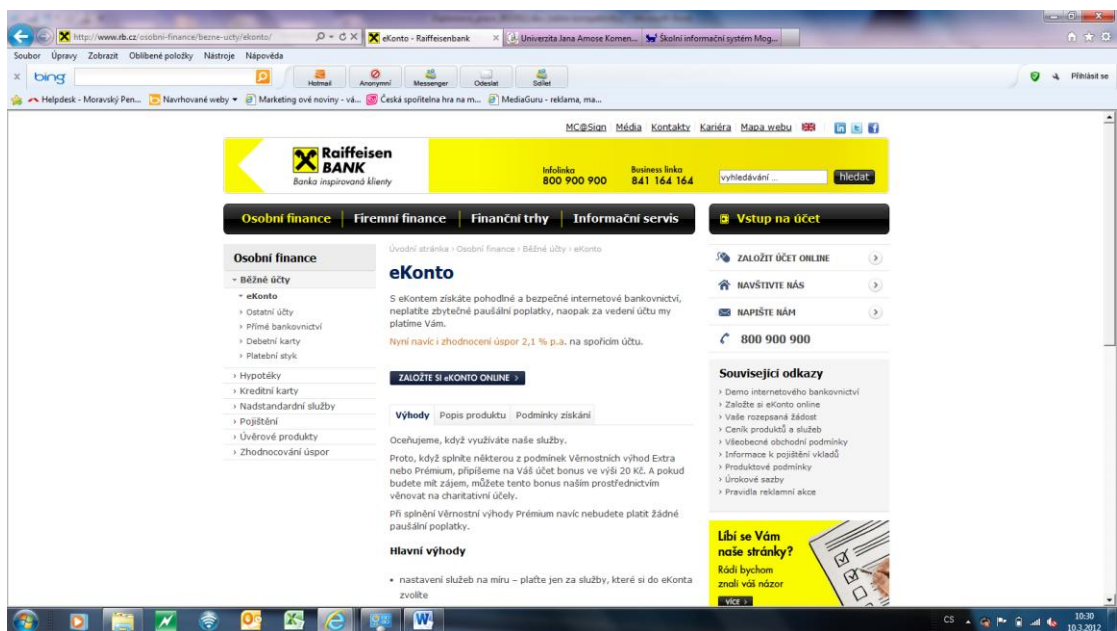 http://www.rb.cz/osobni-finance/bezne-ucty/ekonto/
eKonto - Raiffeisenbank
Univerzita Jana Amose Komen...
Školní informační systém Mog...
Soubor Úpravy Zobrazit Oblíbené položky Nástroje Nápověda
bing
Hotmail Anonymní Messenger Odeslat Sdílet
Přihlásit se
Helpdesk - Moravský Pen... Navrhované weby Marketing ové noviny - vá... Česká spořitelna hra na m... MediaGuru - reklama, ma...
MC@Sign Média Kontakty Kariéra Mapa webu
Raiffeisen
BANK
Banka inspirovaná klienty
Infolinka
800 900 900
Business linka
841 164 164
vyhledávání ...
hledat
Osobní finance Firemní finance Finanční trhy Informační servis
Vstup na účet
Osobní finance
Běžné účty
eKonto
Ostatní účty
Přímé bankovnictví
Debetní karty
Platební styk
Hypotéky
Kreditní karty
Nadstandardní služby
Pojištění
Úvěrové produkty
Zhodnocování úspor
Úvodní stránka › Osobní finance › Běžné účty › eKonto
eKonto
S eKontem získáte pohodlné a bezpečné internetové bankovnictví,
neplatíte zbytečné paušální poplatky, naopak za vedení účtu my
platíme Vám.
Nyní navíc i zhodnocení úspor 2,1 % p.a. na spořicím účtu.
ZALOŽTE SI eKONTO ONLINE >
Výhody Popis produktu Podmínky získání
Oceňujeme, když využíváte naše služby.
Proto, když splníte některou z podmínek Věrnostních výhod Extra
nebo Prémium, připíšeme na Váš účet bonus ve výši 20 Kč. A pokud
budete mít zájem, můžete tento bonus naším prostřednictvím
věnovat na charitativní účely.
Při splnění Věrnostní výhody Prémium navíc nebudete platit žádné
paušální poplatky.
Hlavní výhody
• nastavení služeb na míru – plaťte jen za služby, které si do eKonta
zvolíte
ZALOŽIT ÚČET ONLINE
NAVŠTIVTE NÁS
NAPIŠTE NÁM
800 900 900
Související odkazy
Demo internetového bankovnictví
Založte si eKonto online
Vaše rozepsaná žádost
Ceník produktů a služeb
Všeobecné obchodní podmínky
Informace k pojištění vkladů
Produktové podmínky
Úrokové sazby
Pravidla reklamní akce
Líbí se Vám
naše stránky?
Rádi bychom
znali váš názor
VÍCE >
CS
10:30
10.3.2012